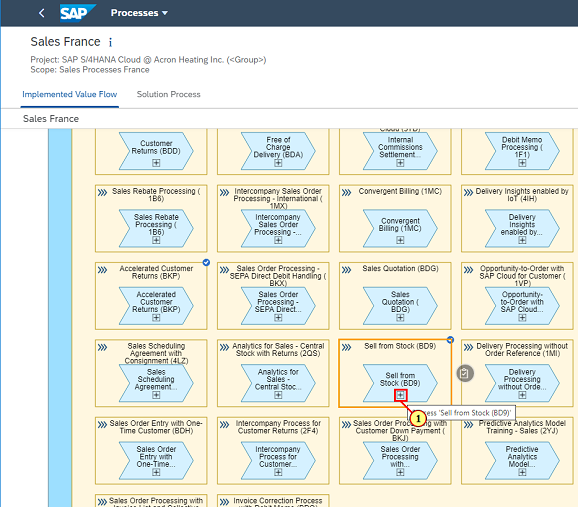 SAP Processes
Sales France i
Project: SAP S/4HANA Cloud @ Acron Heating Inc. (<Group>)
Scope: Sales Processes France
Implemented Value Flow Solution Process
Sales France
Customer
Returns (BDD)
Free of
Charge
Delivery (BDA)
Internal
Commissions
Settlement...
Debit Memo
Processing (
1F1)
Sales Rebate Processing (
1B6)
Sales Rebate
Processing (
1B6)
Intercompany Sales Order
Processing - International (
1MX)
Intercompany
Sales Order
Processing -...
Convergent Billing (1MC)
Convergent
Billing (1MC)
Delivery Insights enabled by
IoT (4IH)
Delivery
Insights
enabled by...
Accelerated Customer
Returns (BKP)
Accelerated
Customer
Returns (BKP)
Sales Order Processing -
SEPA Direct Debit Handling (
BKX)
Sales Order
Processing -
SEPA Direct...
Sales Quotation (BDG)
Sales
Quotation (
BDG)
Opportunity-to-Order with
SAP Cloud for Customer (
1VP)
Opportunity-
to-Order with
SAP Cloud...
Sales Scheduling
Agreement with
Consignment (4LZ)
Sales
Scheduling
Agreement...
Analytics for Sales - Central
Stock with Returns (2QS)
Analytics for
Sales -
Central Stoc...
Sell from Stock (BD9)
Sell from
Stock (BD9)
Delivery Processing without
Order Reference (1MI)
Delivery
Processing
without Orde...
1
ess 'Sell from Stock (BD9)'
Sales Order Entry with One-
Time Customer (BDH)
Sales Order
Entry with
One-Time...
Intercompany Process for
Customer Returns (2F4)
Intercompany
Process for
Customer...
Sales Order Processing with
Customer Down Payment (
BKJ)
Sales Order
Processing
with...
Predictive Analytics Model
Training - Sales (2YJ)
Predictive
Analytics
Model...
Sales Order Processing with
Invoice Correction Process